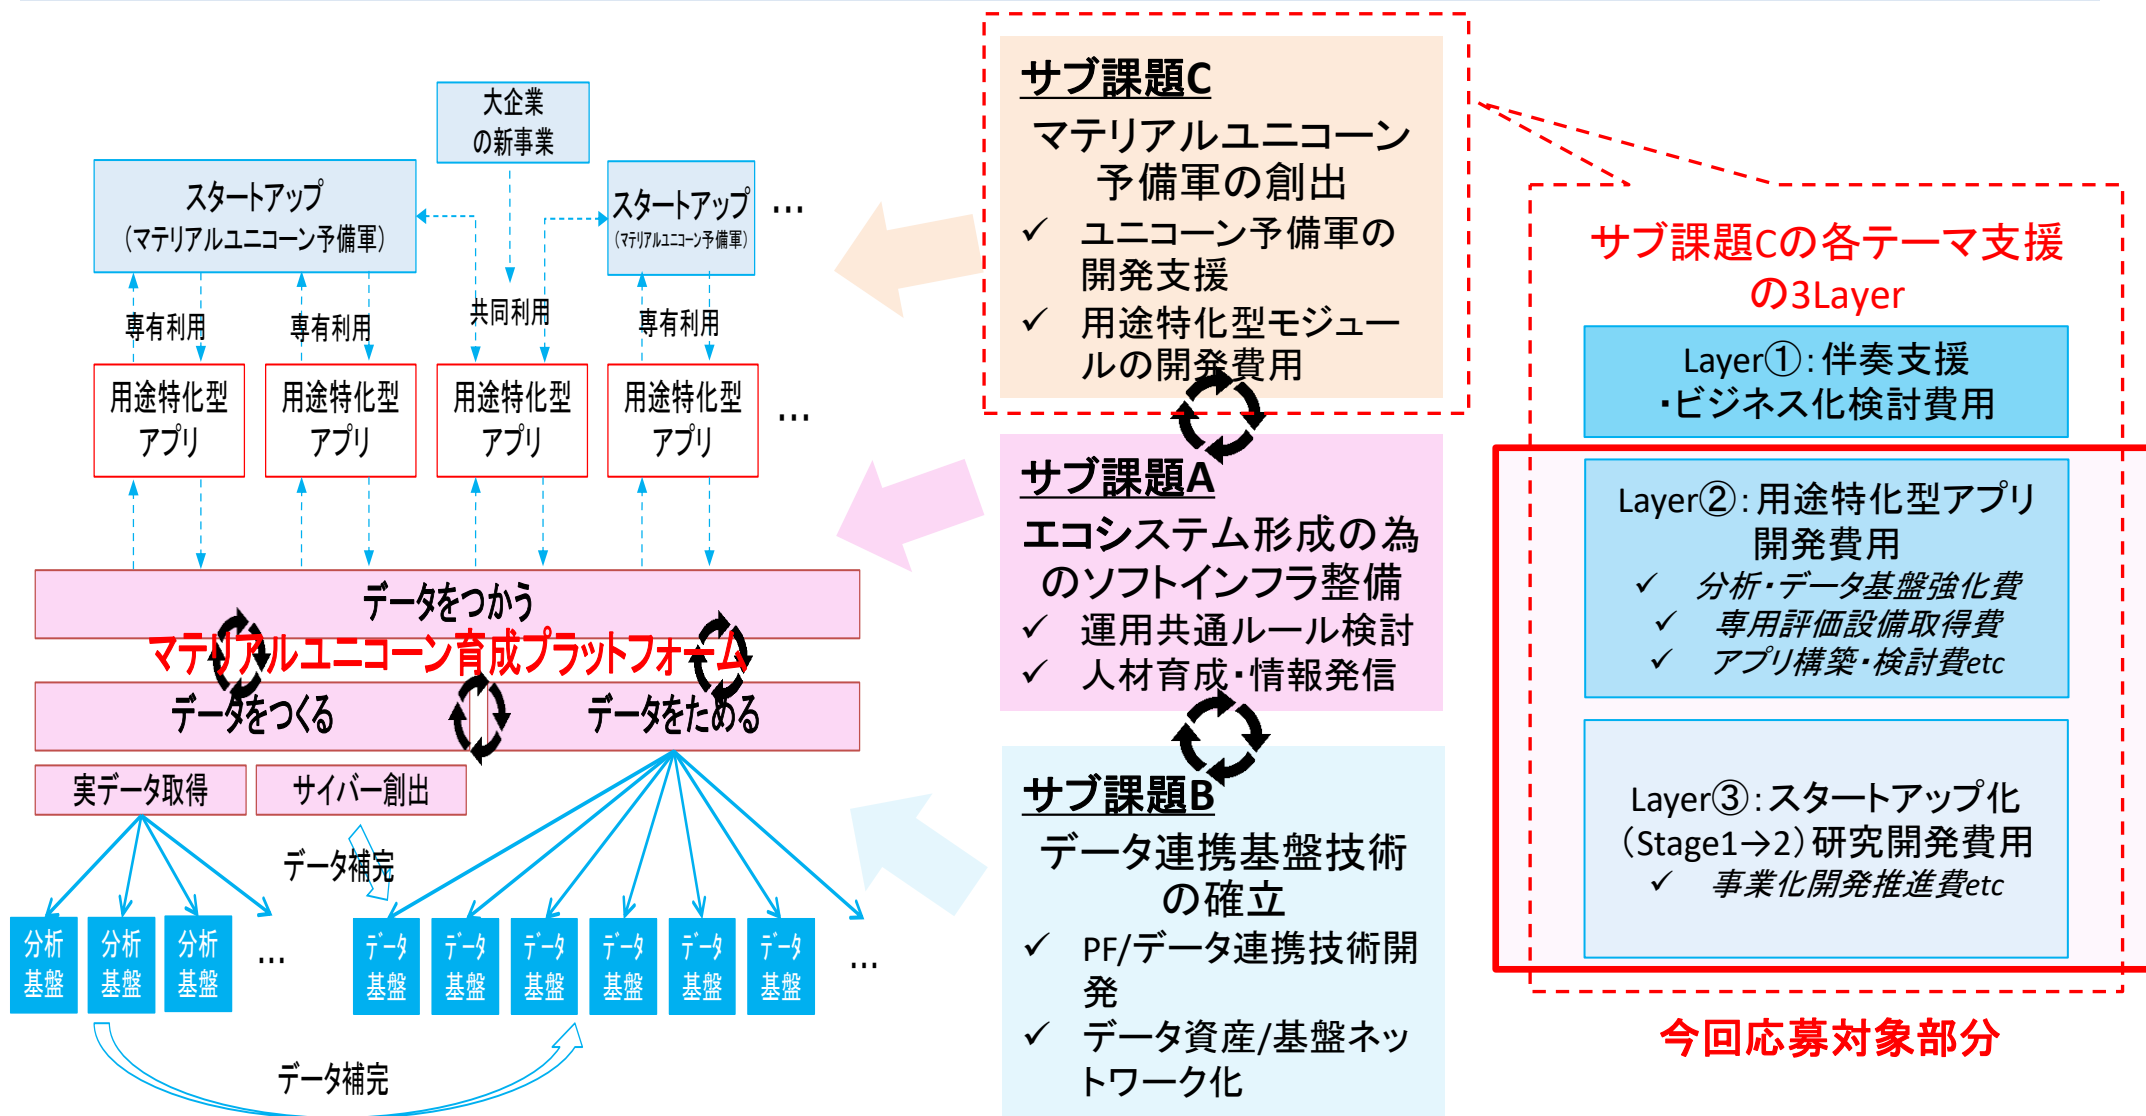 大企業
の新事業
スタートアップ
（マテリアルユニコーン予備軍）
スタートアップ
（マテリアルユニコーン予備軍）
…
専有利用
専有利用
共同利用
専有利用
用途特化型
アプリ
用途特化型
アプリ
用途特化型
アプリ
用途特化型
アプリ
…
データをつかう
マテリアルユニコーン育成プラットフォーム
データをつくる
データをためる
実データ取得
サイバー創出
データ補完
分析
基盤
分析
基盤
分析
基盤
…
データ
基盤
データ
基盤
データ
基盤
データ
基盤
データ
基盤
データ
基盤
…
データ補完
サブ課題C
マテリアルユニコーン
予備軍の創出
✓ ユニコーン予備軍の
開発支援
✓ 用途特化型モジュー
ルの開発費用
サブ課題A
エコシステム形成の為
のソフトインフラ整備
✓ 運用共通ルール検討
✓ 人材育成・情報発信
サブ課題B
データ連携基盤技術
の確立
✓ PF/データ連携技術開
発
✓ データ資産/基盤ネッ
トワーク化
サブ課題Cの各テーマ支援
の3Layer
Layer①：伴奏支援
・ビジネス化検討費用
Layer②：用途特化型アプリ
開発費用
✓ 分析・データ基盤強化費
✓ 専用評価設備取得費
✓ アプリ構築・検討費etc
Layer③：スタートアップ化
（Stage1→2）研究開発費用
✓ 事業化開発推進費etc
今回応募対象部分